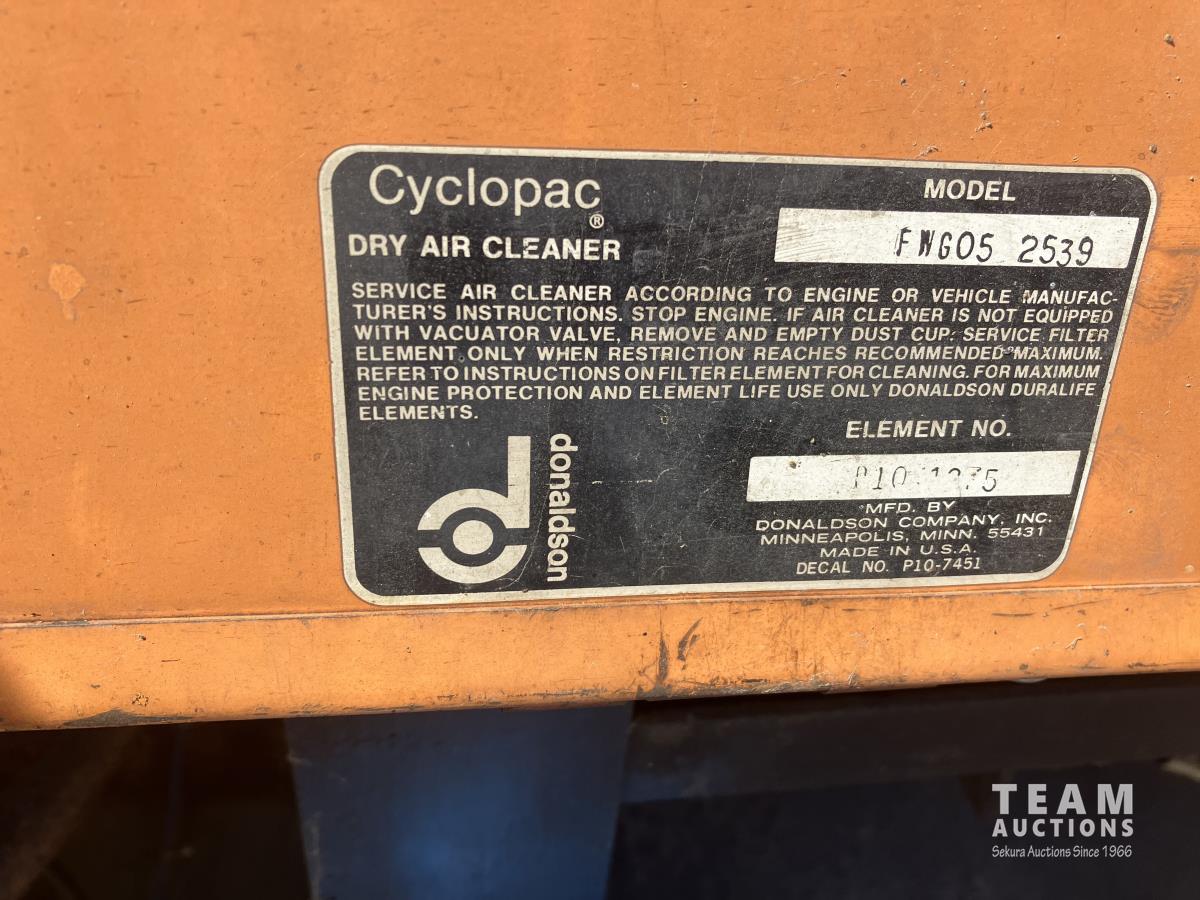 Cyclopac®
DRY AIR CLEANER
MODEL
FWG05 2539
SERVICE AIR CLEANER ACCORDING TO ENGINE OR VEHICLE MANUFAC-
TURER'S INSTRUCTIONS. STOP ENGINE. IF AIR CLEANER IS NOT EQUIPPED
WITH VACUATOR VALVE, REMOVE AND EMPTY DUST CUP. SERVICE FILTER
ELEMENT ONLY WHEN RESTRICTION REACHES RECOMMENDED MAXIMUM.
REFER TO INSTRUCTIONS ON FILTER ELEMENT FOR CLEANING. FOR MAXIMUM
ENGINE PROTECTION AND ELEMENT LIFE USE ONLY DONALDSON DURALIFE
ELEMENTS.
donaldson
ELEMENT NO.
MFD. BY
DONALDSON COMPANY, INC.
MINNEAPOLIS, MINN. 55431
MADE IN U.S.A.
DECAL NO. P10-7451
TEAM
AUCTIONS
Sekura Auctions Since 1966